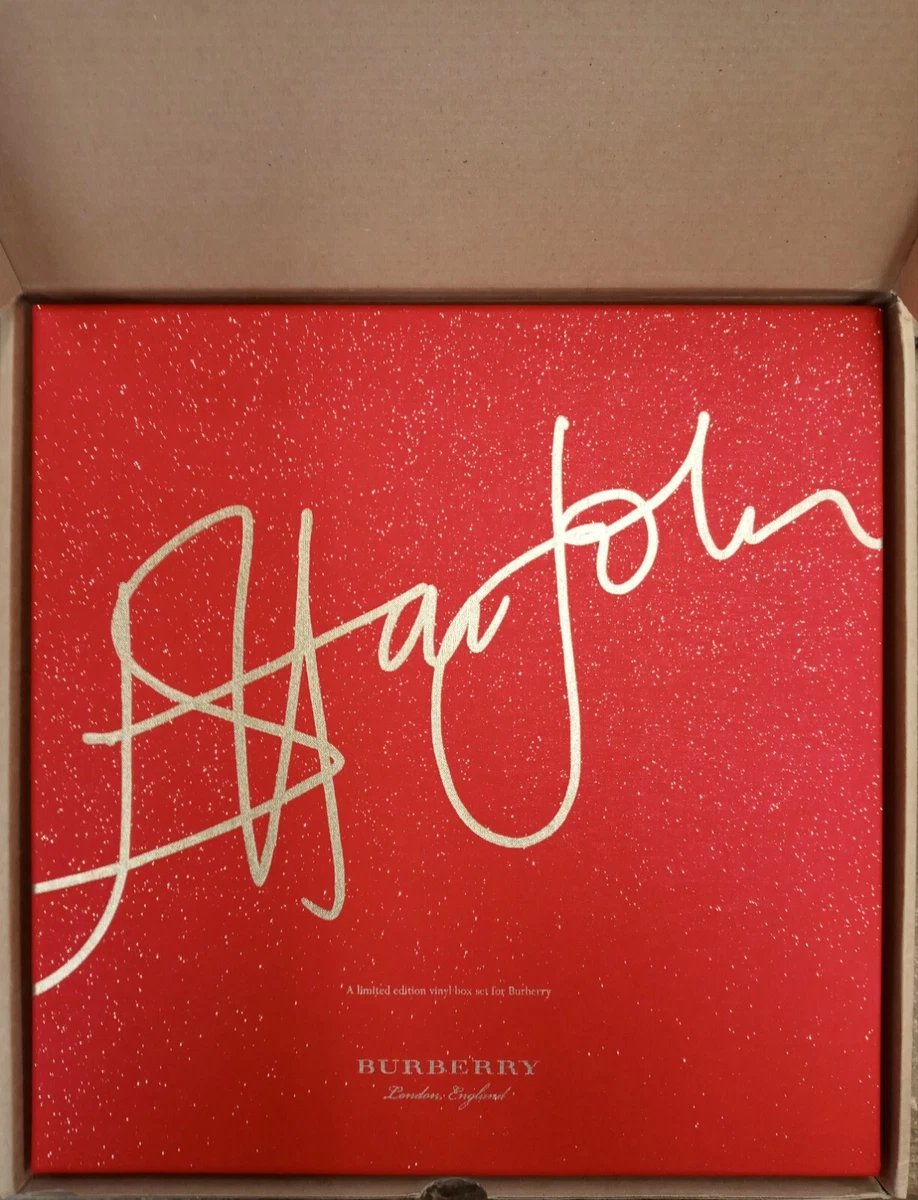 Elton John
A limited edition vinyl box set for Burberry
BURBERRY
London, England